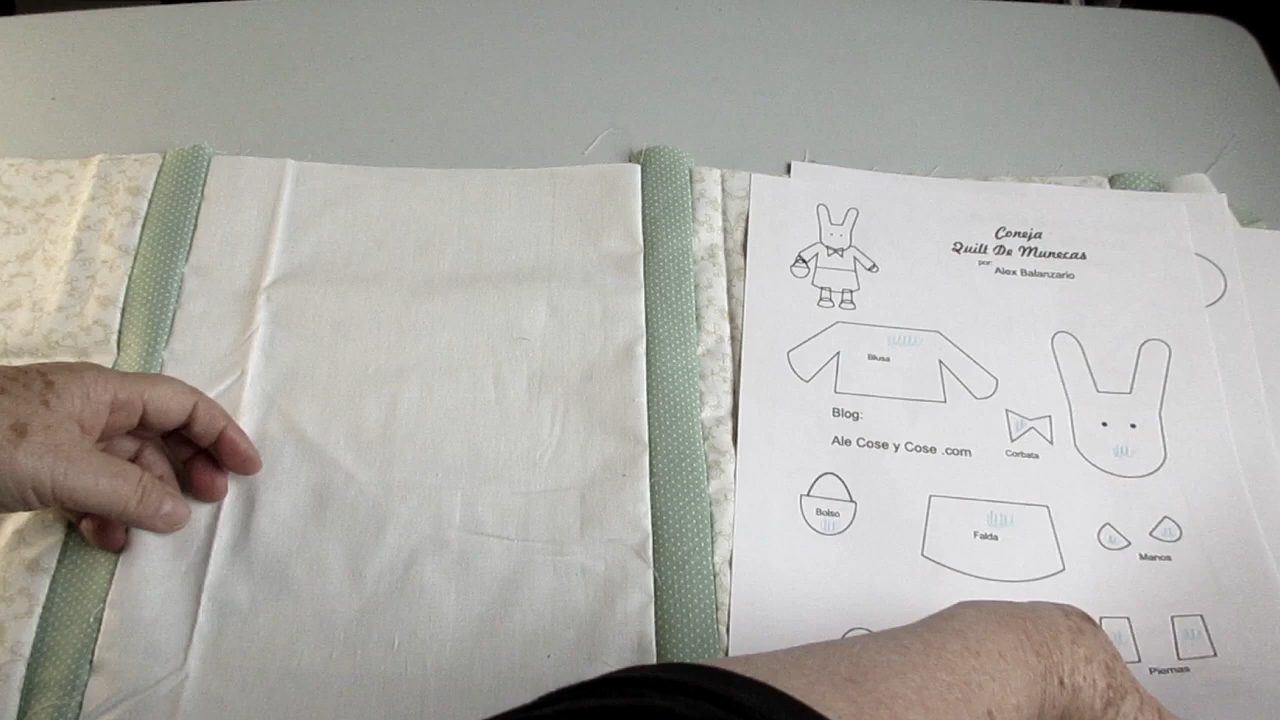 Coneja
Quilt De Munecas
por:
Alex Balanzario
Blusa
Blog:
Ale Cose y Cose .com
Corbata
Bolso
Falda
Manos
Piernas